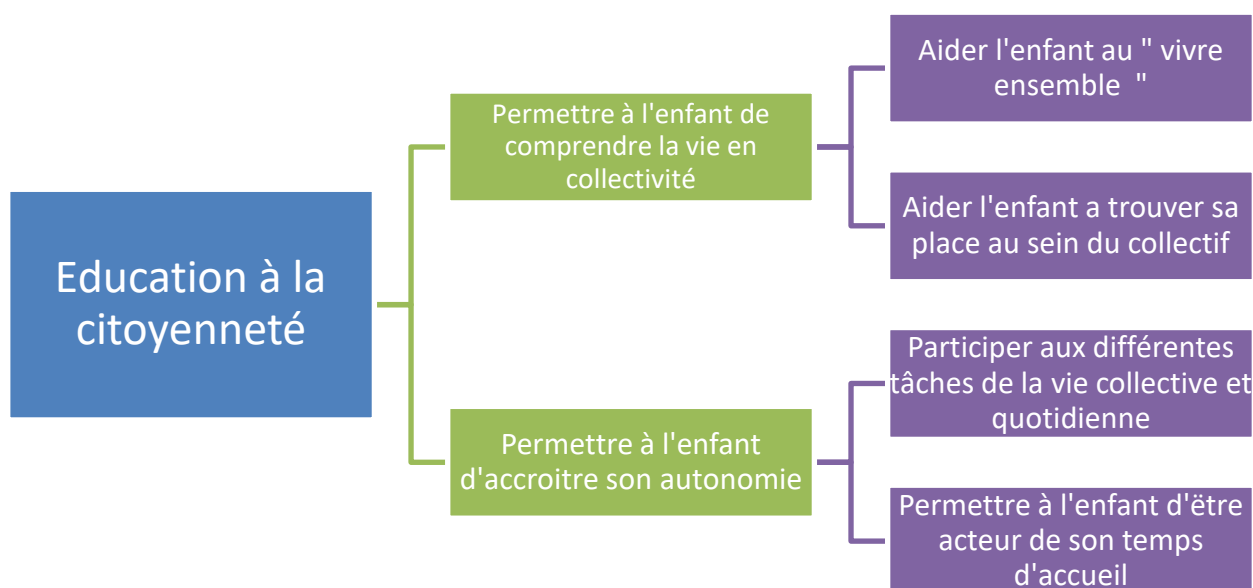 Education à la
citoyenneté
Permettre à l'enfant de
comprendre la vie en
collectivité
Aider l'enfant au " vivre
ensemble "
Aider l'enfant a trouver sa
place au sein du collectif
Permettre à l'enfant
d'accroitre son autonomie
Participer aux différentes
tâches de la vie collective et
quotidienne
Permettre à l'enfant d'ëtre
acteur de son temps
d'accueil